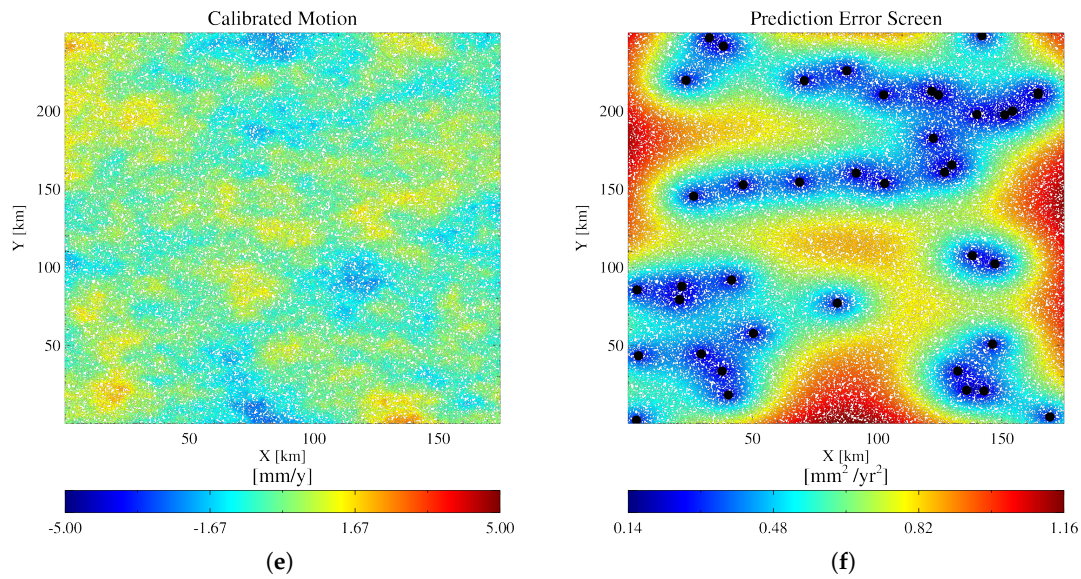 Calibrated Motion
200
150
100
50
Y [km]
50 100 150
X [km]
[mm/y]
-5.00 -1.67 1.67 5.00
(e)
Prediction Error Screen
200
150
100
50
Y [km]
50 100 150
X [km]
[mm² /yr²]
0.14 0.48 0.82 1.16
(f)